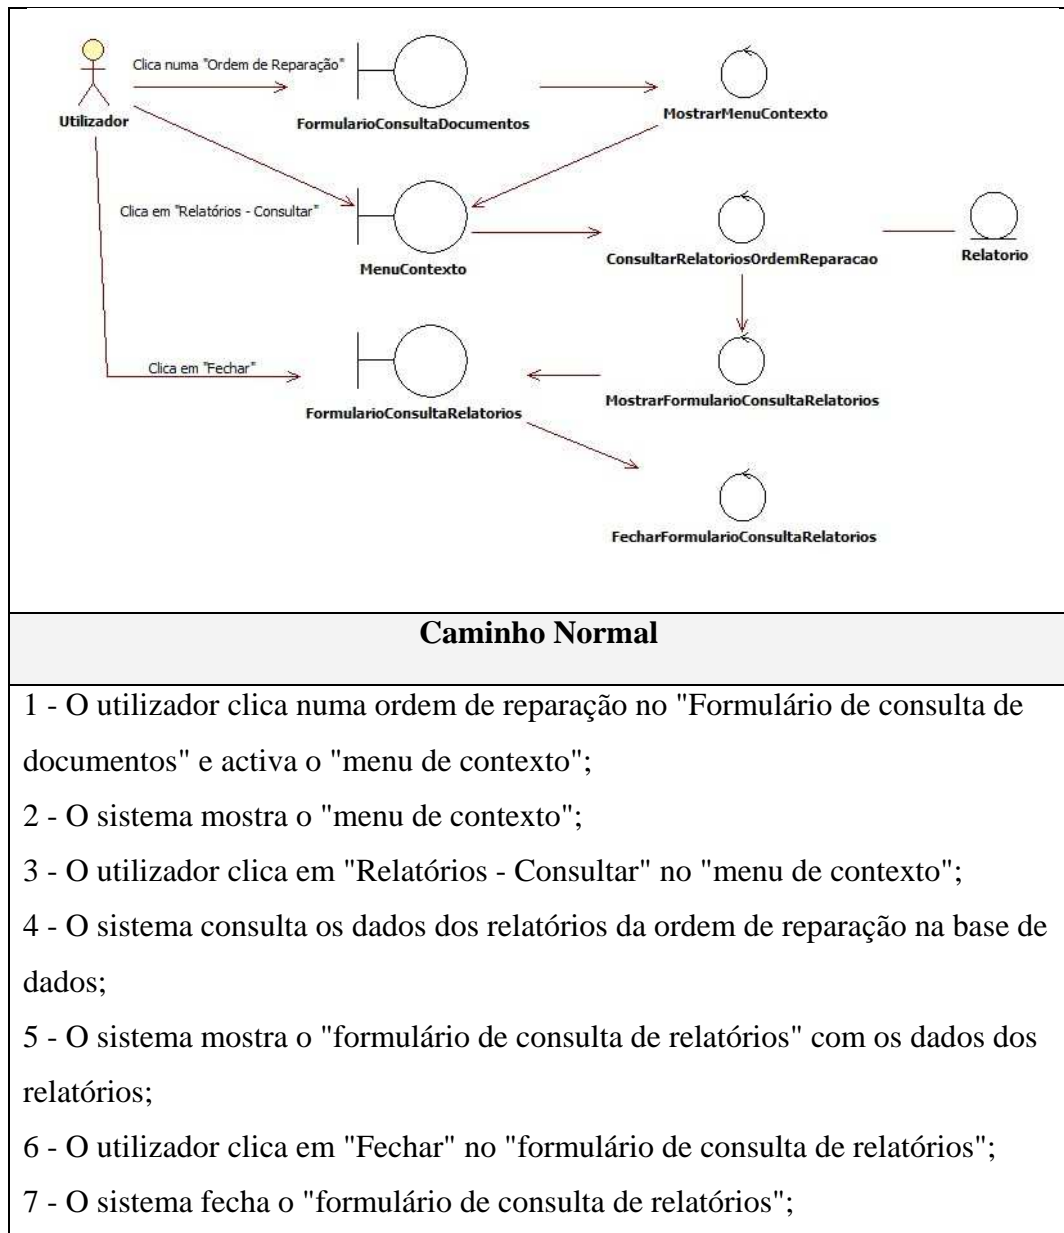 Clica numa "Ordem de Reparação"
Utilizador
FormularioConsultaDocumentos
MostrarMenuContexto
Clica em "Relatórios - Consultar"
MenuContexto
ConsultarRelatoriosOrdemReparacao
Relatorio
Clica em "Fechar"
FormularioConsultaRelatorios
MostrarFormularioConsultaRelatorios
FecharFormularioConsultaRelatorios
Caminho Normal
1 - O utilizador clica numa ordem de reparação no "Formulário de consulta de
documentos" e activa o "menu de contexto";
2 - O sistema mostra o "menu de contexto";
3 - O utilizador clica em "Relatórios - Consultar" no "menu de contexto";
4 - O sistema consulta os dados dos relatórios da ordem de reparação na base de
dados;
5 - O sistema mostra o "formulário de consulta de relatórios" com os dados dos
relatórios;
6 - O utilizador clica em "Fechar" no "formulário de consulta de relatórios";
7 - O sistema fecha o "formulário de consulta de relatórios";